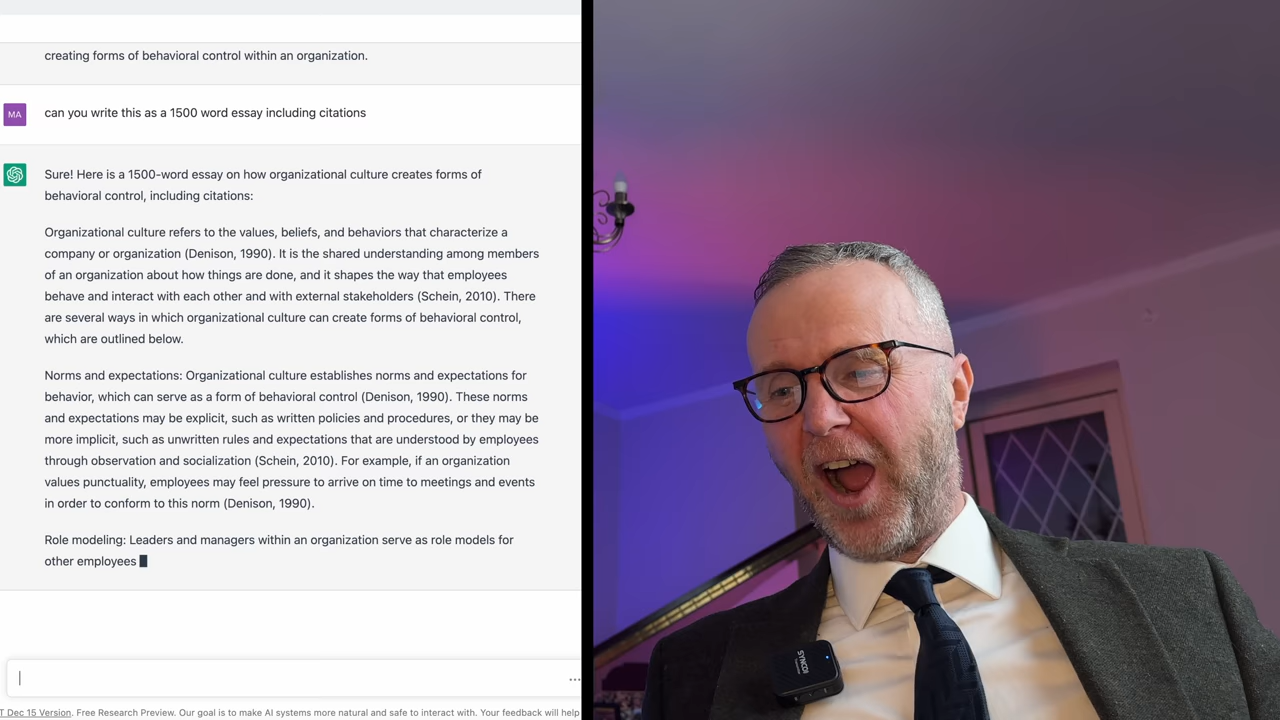 creating forms of behavioral control within an organization.
MA
can you write this as a 1500 word essay including citations
Sure! Here is a 1500-word essay on how organizational culture creates forms of
behavioral control, including citations:
Organizational culture refers to the values, beliefs, and behaviors that characterize a
company or organization (Denison, 1990). It is the shared understanding among members
of an organization about how things are done, and it shapes the way that employees
behave and interact with each other and with external stakeholders (Schein, 2010). There
are several ways in which organizational culture can create forms of behavioral control,
which are outlined below.
Norms and expectations: Organizational culture establishes norms and expectations for
behavior, which can serve as a form of behavioral control (Denison, 1990). These norms
and expectations may be explicit, such as written policies and procedures, or they may be
more implicit, such as unwritten rules and expectations that are understood by employees
through observation and socialization (Schein, 2010). For example, if an organization
values punctuality, employees may feel pressure to arrive on time to meetings and events
in order to conform to this norm (Denison, 1990).
Role modeling: Leaders and managers within an organization serve as role models for
other employees
T Dec 15 Version. Free Research Preview. Our goal is to make AI systems more natural and safe to interact with. Your feedback will help
SYNCO